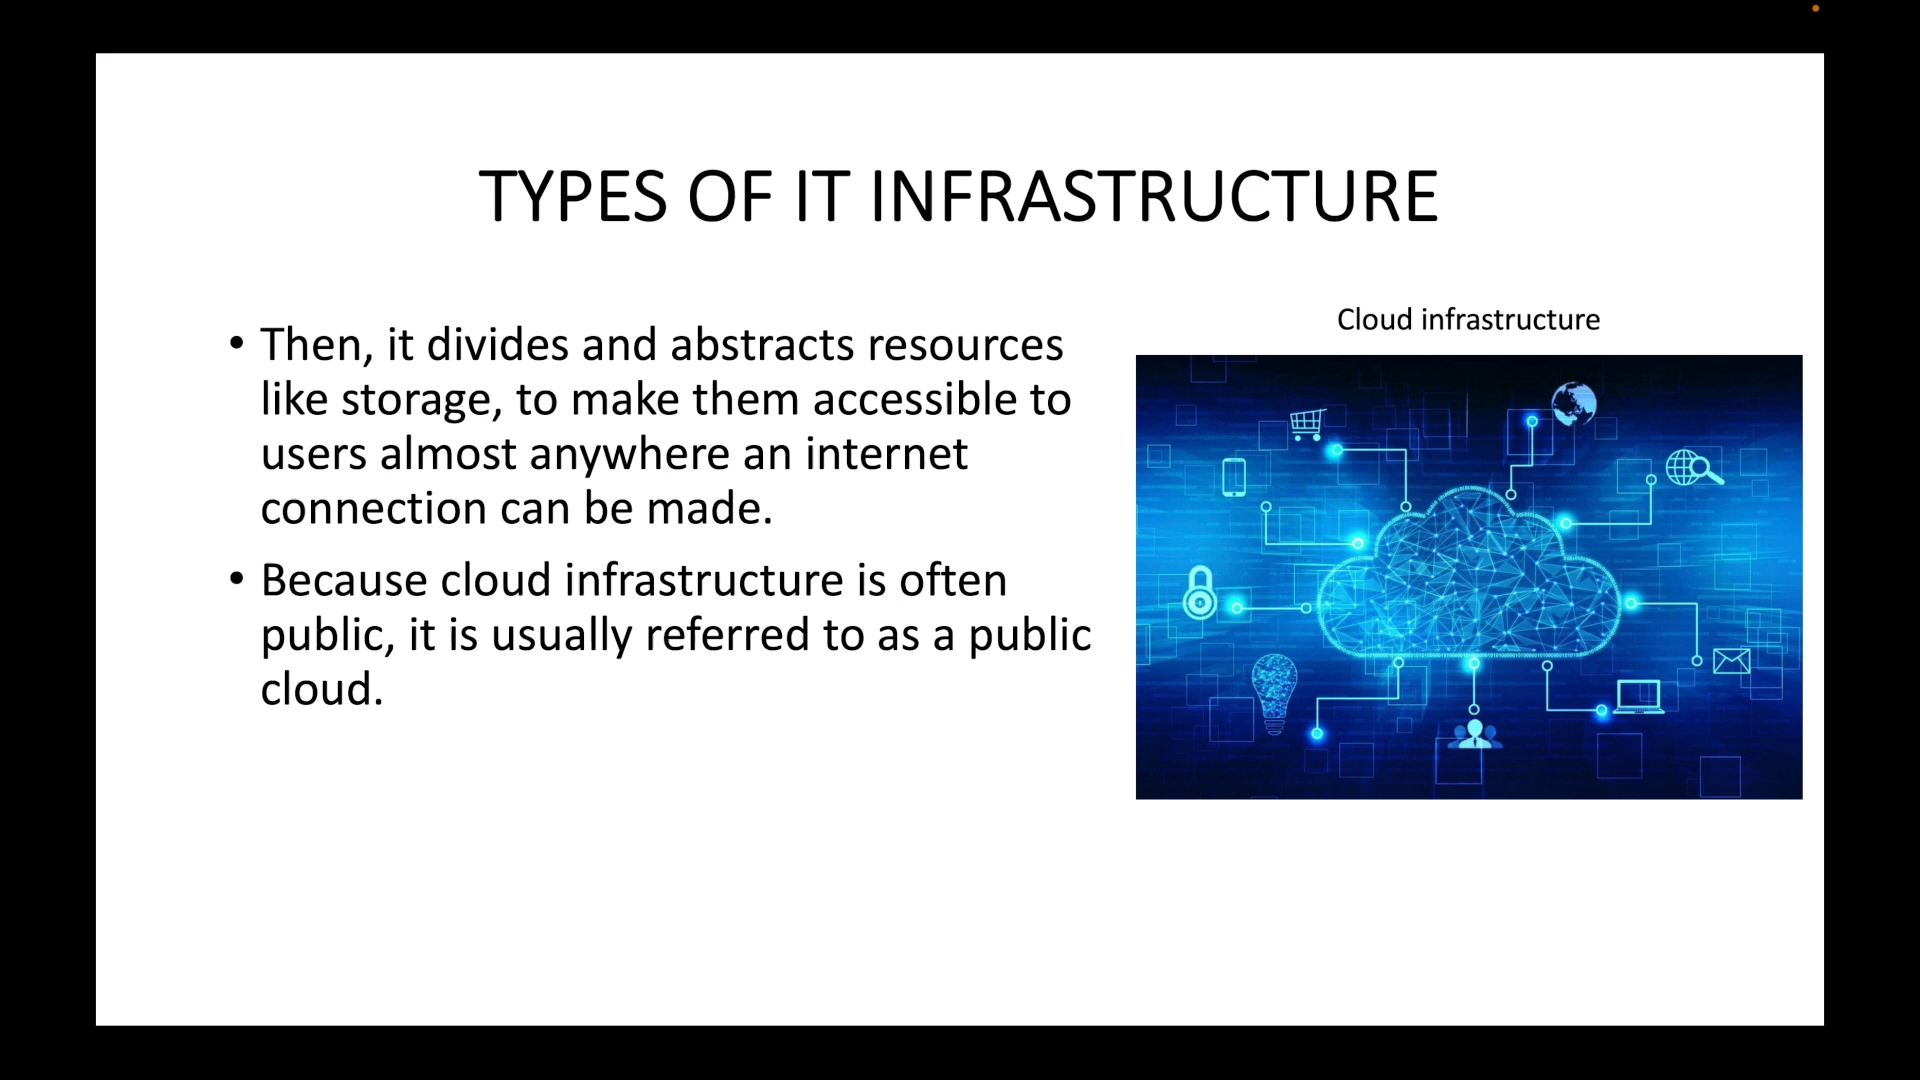 TYPES OF IT INFRASTRUCTURE
• Then, it divides and abstracts resources
like storage, to make them accessible to
users almost anywhere an internet
connection can be made.
• Because cloud infrastructure is often
public, it is usually referred to as a public
cloud.
Cloud infrastructure